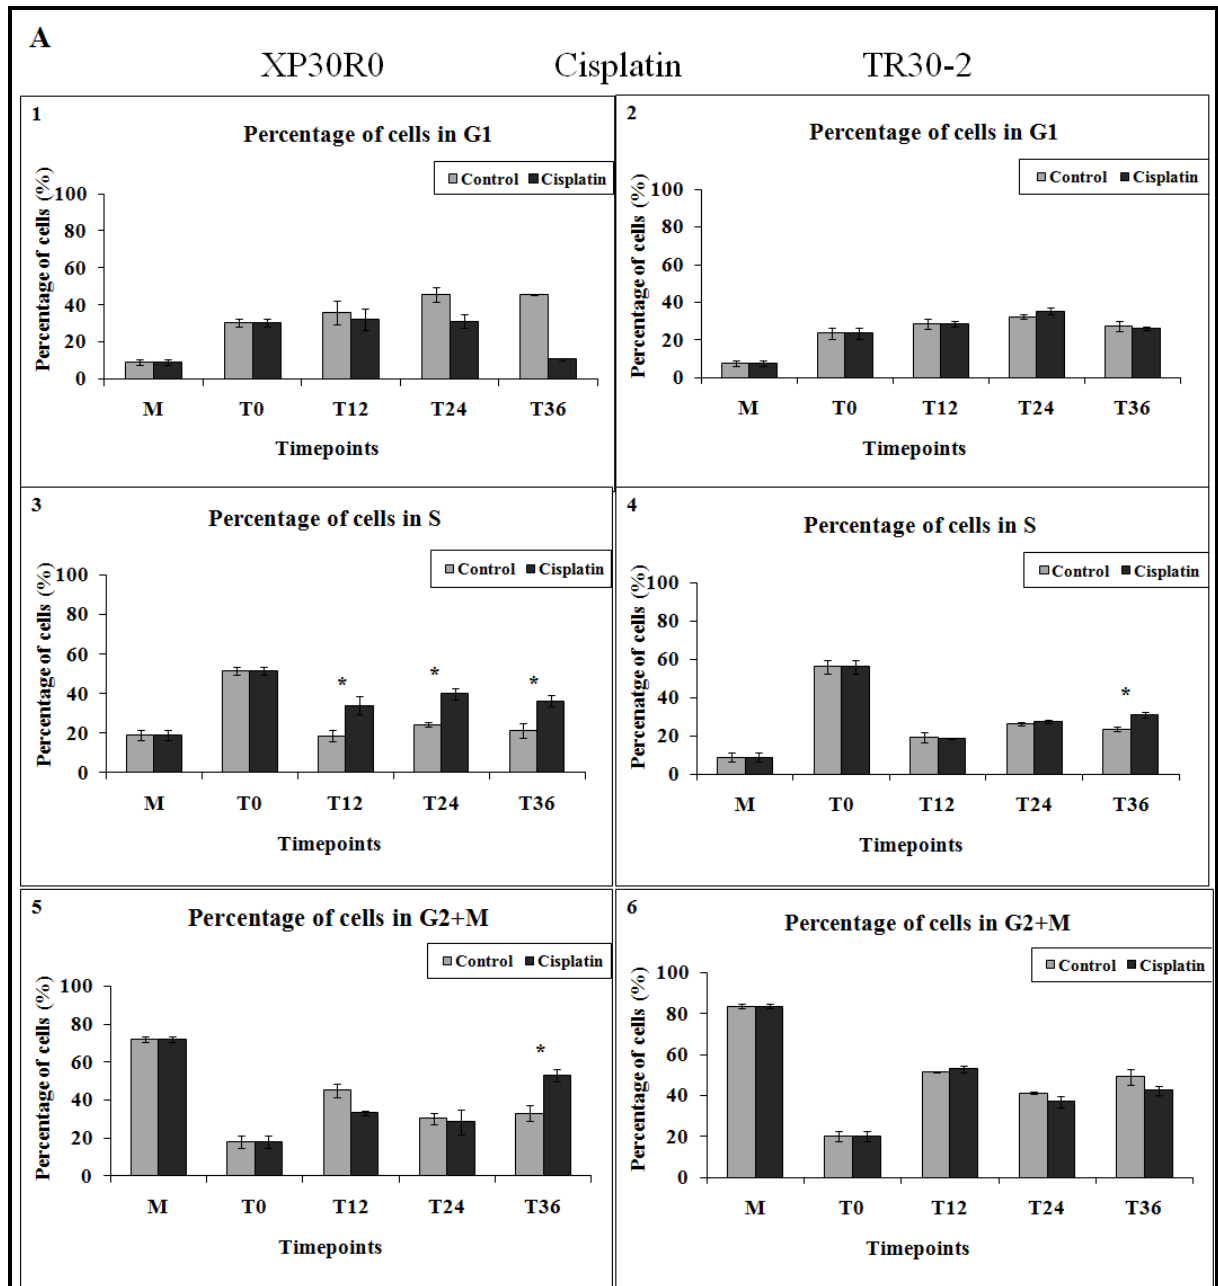 A
XP30R0 Cisplatin TR30-2
1
Percentage of cells in G1
Control Cisplatin
Percentage of cells (%)
100
80
60
40
20
0
M T0 T12 T24 T36
Timepoints
2
Percentage of cells in G1
Control Cisplatin
Percentage of cells (%)
100
80
60
40
20
0
M T0 T12 T24 T36
Timepoints
3
Percentage of cells in S
Control Cisplatin
Percentage of cells (%)
100
80
60
40
20
0
* * *
M T0 T12 T24 T36
Timepoints
4
Percentage of cells in S
Control Cisplatin
Percenatge of cells (%)
100
80
60
40
20
0
*
M T0 T12 T24 T36
Timepoints
5
Percentage of cells in G2+M
Control Cisplatin
Percentage of cells (%)
100
80
60
40
20
0
*
M T0 T12 T24 T36
Timepoints
6
Percentage of cells in G2+M
Control Cisplatin
Percentage of cells (%)
100
80
60
40
20
0
M T0 T12 T24 T36
Timepoints